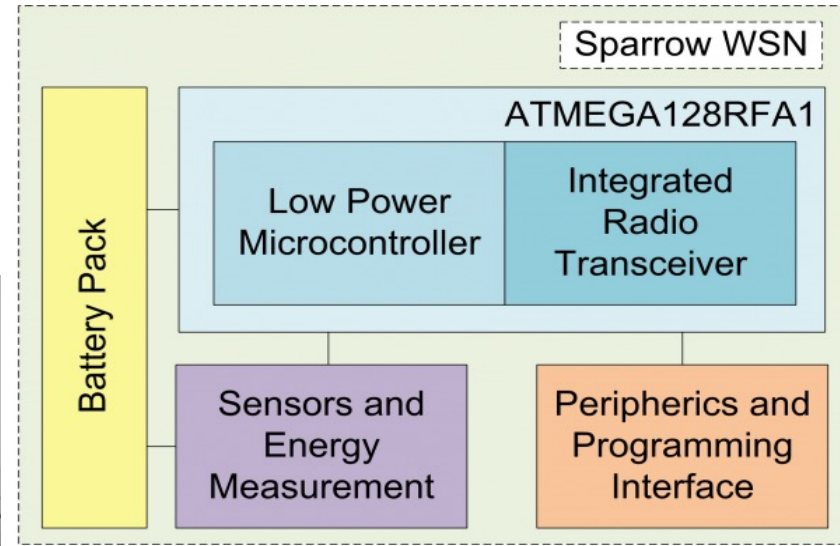 Sparrow WSN
ATMEGA128RFA1
Battery Pack
Low Power
Microcontroller
Integrated
Radio
Transceiver
Sensors and
Energy
Measurement
Peripherics and
Programming
Interface